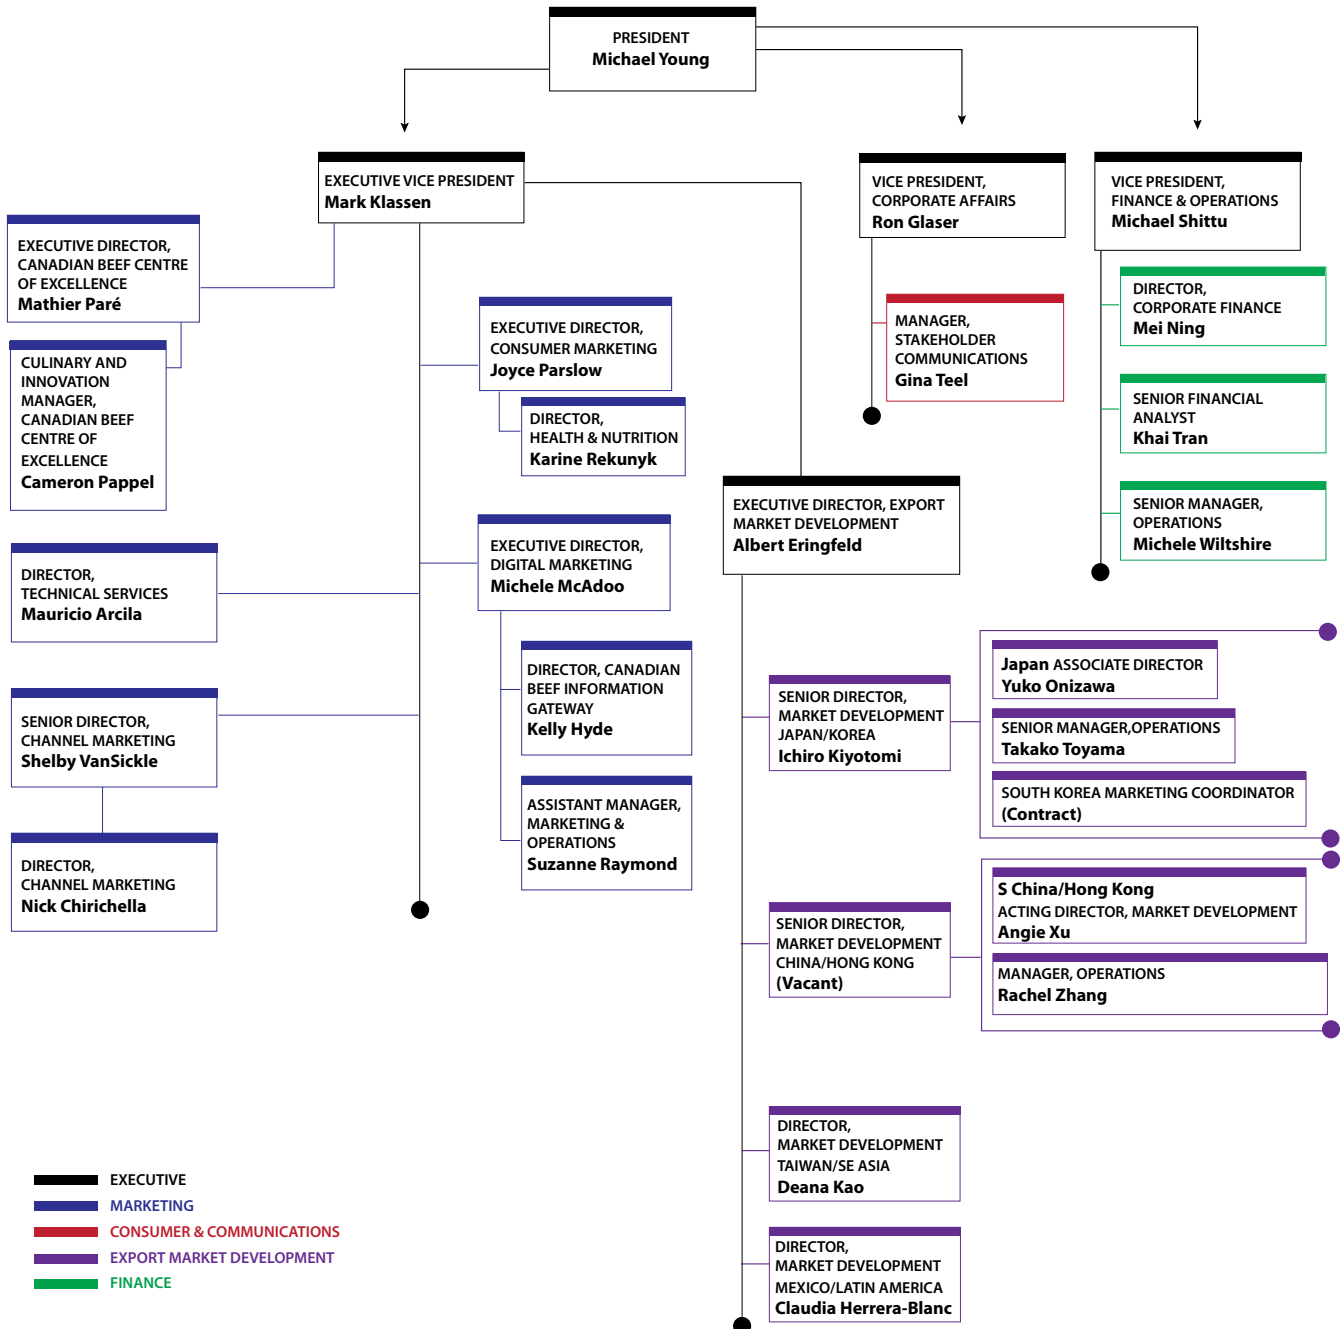 PRESIDENT
Michael Young
EXECUTIVE VICE PRESIDENT
Mark Klassen
VICE PRESIDENT,
CORPORATE AFFAIRS
Ron Glaser
VICE PRESIDENT,
FINANCE & OPERATIONS
Michael Shittu
EXECUTIVE DIRECTOR,
CANADIAN BEEF CENTRE
OF EXCELLENCE
Mathier Paré
CULINARY AND
INNOVATION
MANAGER,
CANADIAN BEEF
CENTRE OF
EXCELLENCE
Cameron Pappel
DIRECTOR,
TECHNICAL SERVICES
Mauricio Arcila
SENIOR DIRECTOR,
CHANNEL MARKETING
Shelby VanSickle
DIRECTOR,
CHANNEL MARKETING
Nick Chirichella
EXECUTIVE DIRECTOR,
CONSUMER MARKETING
Joyce Parslow
DIRECTOR,
HEALTH & NUTRITION
Karine Rekunyk
EXECUTIVE DIRECTOR,
DIGITAL MARKETING
Michele McAdoo
DIRECTOR, CANADIAN
BEEF INFORMATION
GATEWAY
Kelly Hyde
ASSISTANT MANAGER,
MARKETING &
OPERATIONS
Suzanne Raymond
MANAGER,
STAKEHOLDER
COMMUNICATIONS
Gina Teel
DIRECTOR,
CORPORATE FINANCE
Mei Ning
SENIOR FINANCIAL
ANALYST
Khai Tran
SENIOR MANAGER,
OPERATIONS
Michele Wiltshire
EXECUTIVE DIRECTOR, EXPORT
MARKET DEVELOPMENT
Albert Eringfeld
SENIOR DIRECTOR,
MARKET DEVELOPMENT
JAPAN/KOREA
Ichiro Kiyotomi
Japan ASSOCIATE DIRECTOR
Yuko Onizawa
SENIOR MANAGER,OPERATIONS
Takako Toyama
SOUTH KOREA MARKETING COORDINATOR
(Contract)
SENIOR DIRECTOR,
MARKET DEVELOPMENT
CHINA/HONG KONG
(Vacant)
S China/Hong Kong
ACTING DIRECTOR, MARKET DEVELOPMENT
Angie Xu
MANAGER, OPERATIONS
Rachel Zhang
DIRECTOR,
MARKET DEVELOPMENT
TAIWAN/SE ASIA
Deana Kao
DIRECTOR,
MARKET DEVELOPMENT
MEXICO/LATIN AMERICA
Claudia Herrera-Blanc
EXECUTIVE
MARKETING
CONSUMER & COMMUNICATIONS
EXPORT MARKET DEVELOPMENT
FINANCE